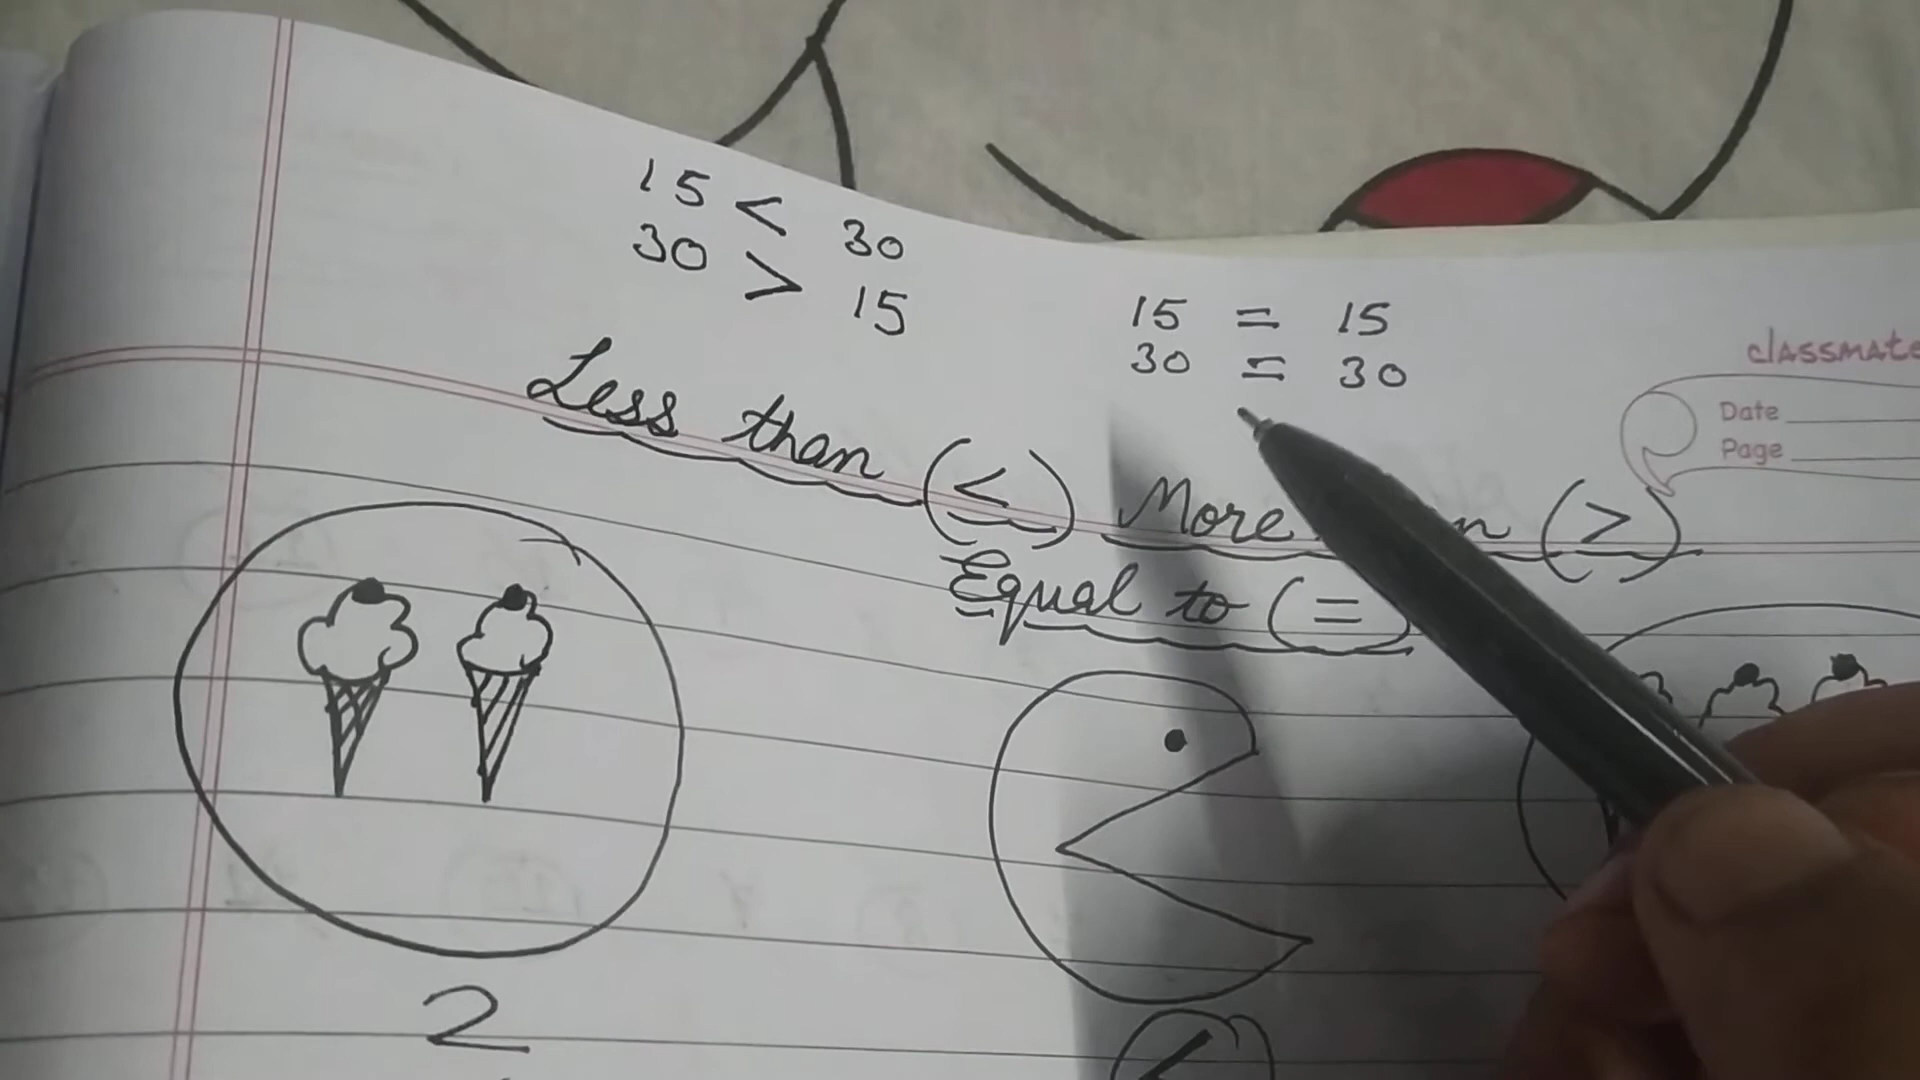 15 < 30
30 > 15
15 = 15
30 = 30
classmate
Date
Page
Less than (<) More (>)
Equal to (=)
2
<